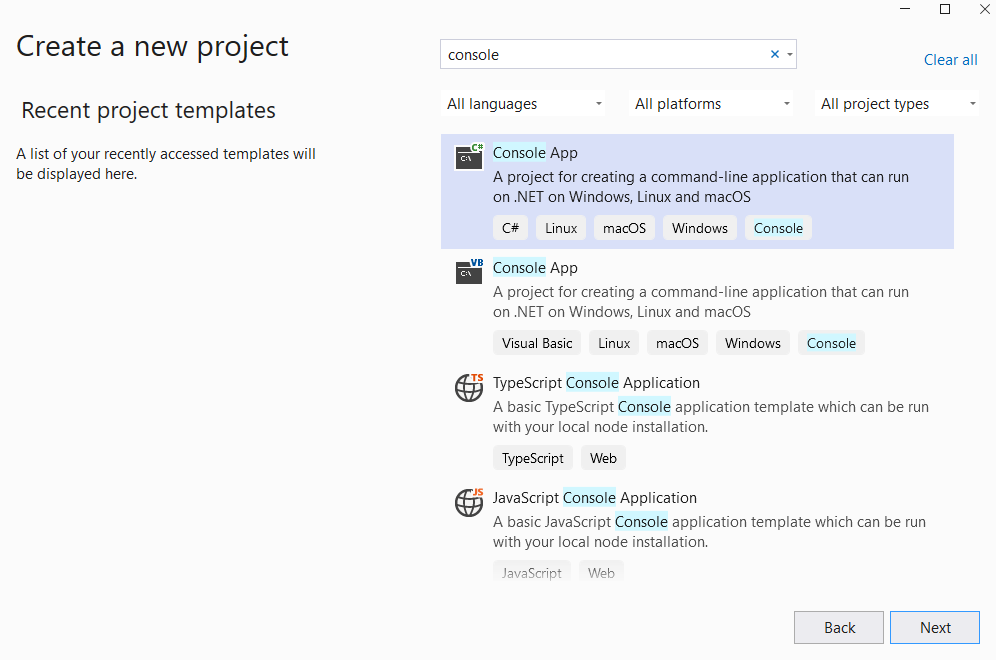 Create a new project
Recent project templates
A list of your recently accessed templates will
be displayed here.
console
Clear all
All languages
All platforms
All project types
C#
C:\
Console App
A project for creating a command-line application that can run
on .NET on Windows, Linux and macOS
C# Linux macOS Windows Console
VB
C:\
Console App
A project for creating a command-line application that can run
on .NET on Windows, Linux and macOS
Visual Basic Linux macOS Windows Console
TS
TypeScript Console Application
A basic TypeScript Console application template which can be run
with your local node installation.
TypeScript Web
JS
JavaScript Console Application
A basic JavaScript Console application template which can be run
with your local node installation.
JavaScript Web
Back
Next